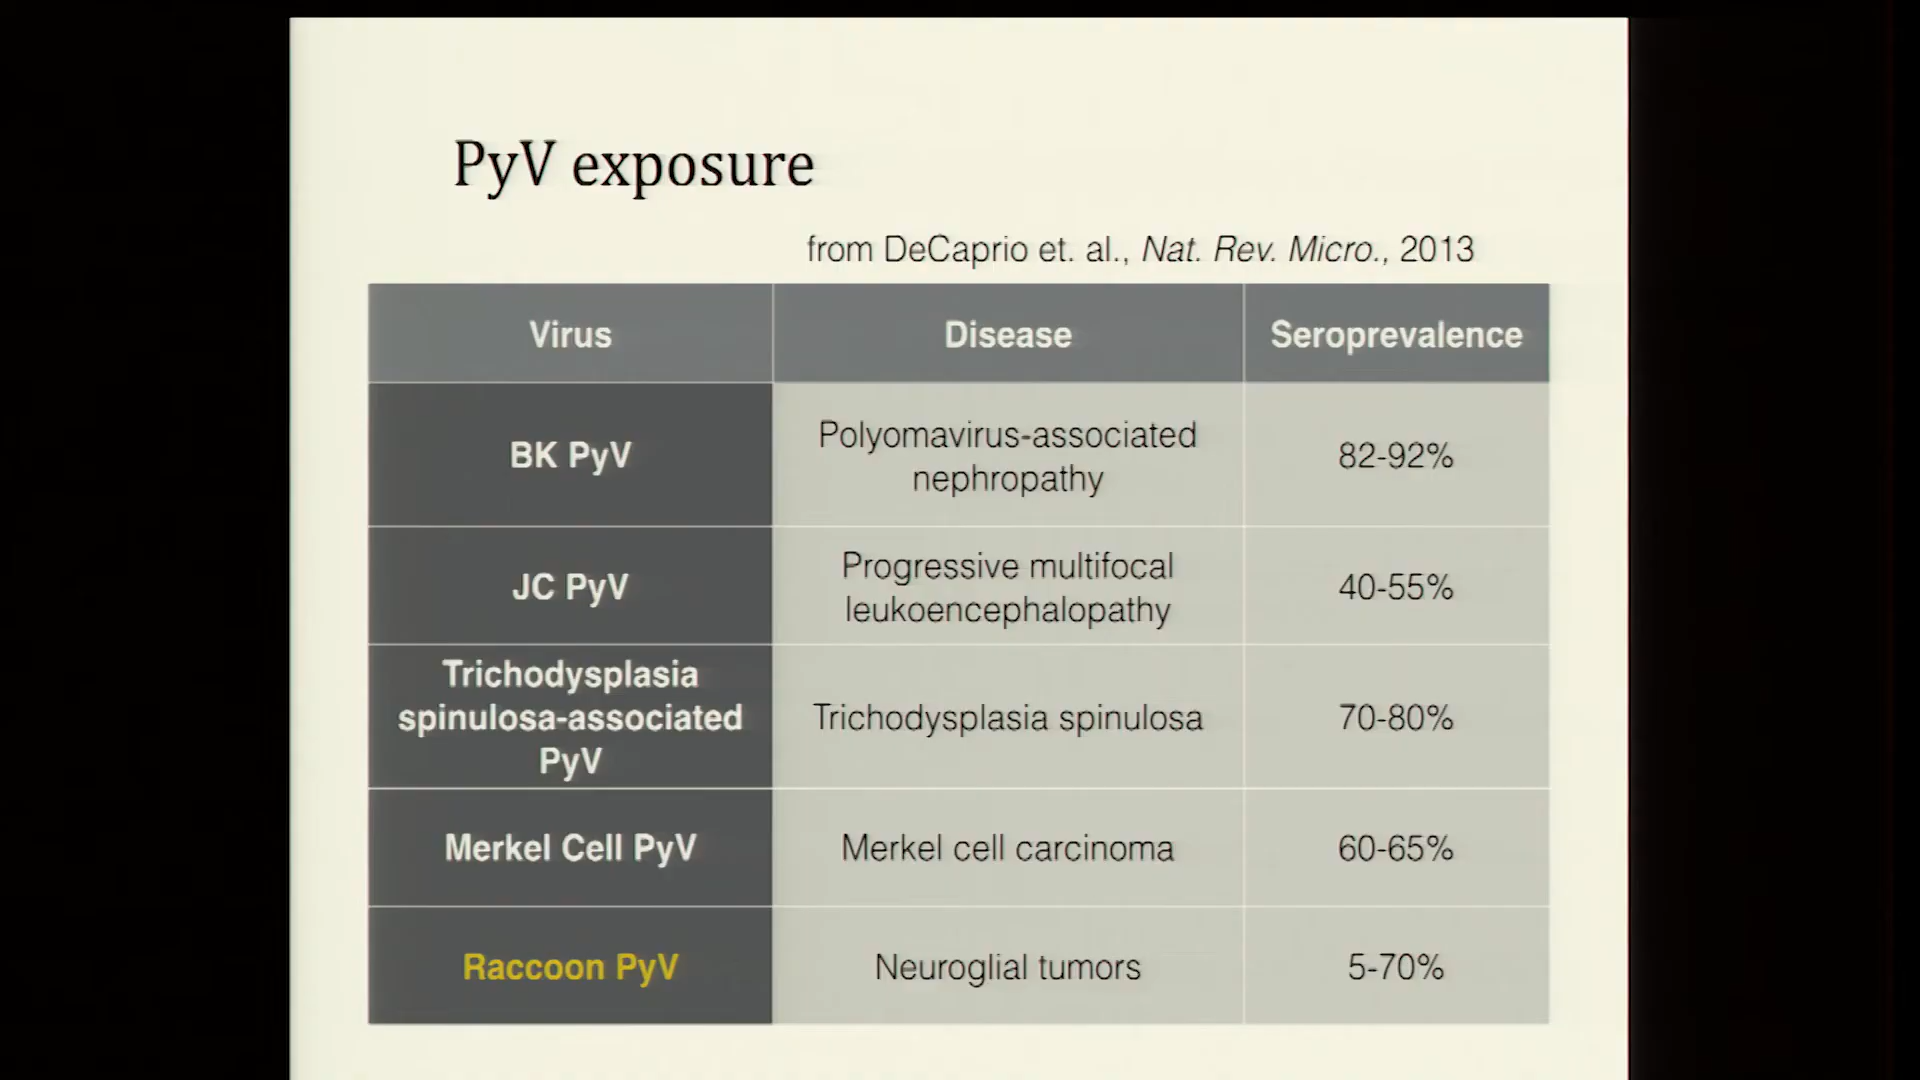 PyV exposure
from DeCaprio et. al., Nat. Rev. Micro., 2013
Virus Disease Seroprevalence
BK PyV Polyomavirus-associated nephropathy 82-92%
JC PyV Progressive multifocal leukoencephalopathy 40-55%
Trichodysplasia spinulosa-associated PyV Trichodysplasia spinulosa 70-80%
Merkel Cell PyV Merkel cell carcinoma 60-65%
Raccoon PyV Neuroglial tumors 5-70%